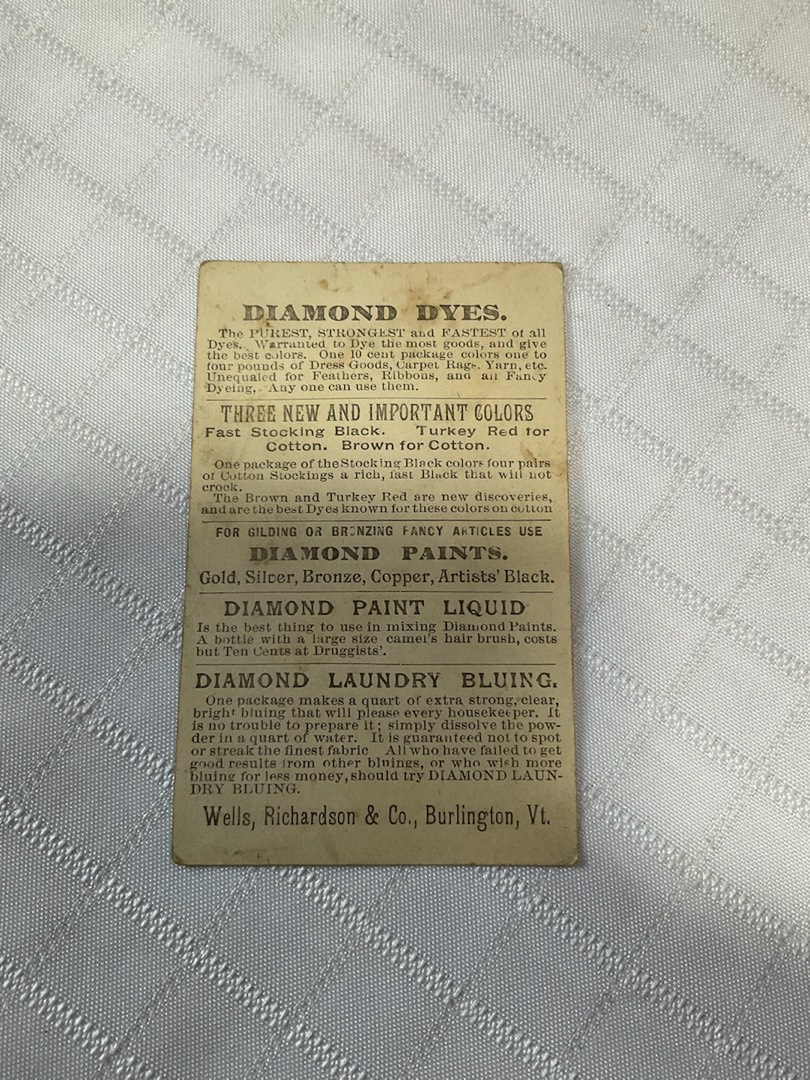 DIAMOND DYES.
The PUREST, STRONGEST and FASTEST of all
Dyes. Warranted to Dye the most goods, and give
the best colors. One 10 cent package colors one to
four pounds of Dress Goods, Carpet Rags, Yarn, etc.
Unequaled for Feathers, Ribbons, and all Fancy
Dyeing. Any one can use them.
THREE NEW AND IMPORTANT COLORS
Fast Stocking Black. Turkey Red for
Cotton. Brown for Cotton.
One package of the Stocking Black colors four pairs
of Cotton Stockings a rich, fast Black that will not
crock.
The Brown and Turkey Red are new discoveries,
and are the best Dyes known for these colors on cotton
FOR GILDING OR BRONZING FANCY ARTICLES USE
DIAMOND PAINTS.
Gold, Silver, Bronze, Copper, Artists' Black.
DIAMOND PAINT LIQUID
Is the best thing to use in mixing Diamond Paints.
A bottle with a large size camel's hair brush, costs
but Ten Cents at Druggists'.
DIAMOND LAUNDRY BLUING.
One package makes a quart of extra strong, clear,
bright bluing that will please every housekeeper. It
is no trouble to prepare it; simply dissolve the pow-
der in a quart of water. It is guaranteed not to spot
or streak the finest fabric All who have failed to get
good results from other bluings, or who wish more
bluing for less money, should try DIAMOND LAUN-
DRY BLUING.
Wells, Richardson & Co., Burlington, Vt.